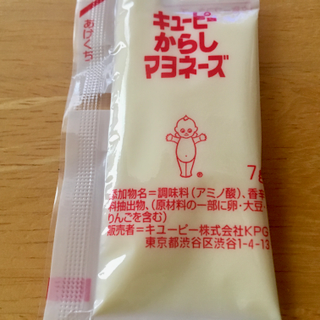 あけくち
キユーピー
からし
マヨネーズ
®
7g
添加物名=調味料(アミノ酸)、香辛
料抽出物、(原材料の一部に卵・大豆・
りんごを含む)
販売者=キユーピー株式会社KPG
東京都渋谷区渋谷1-4-13